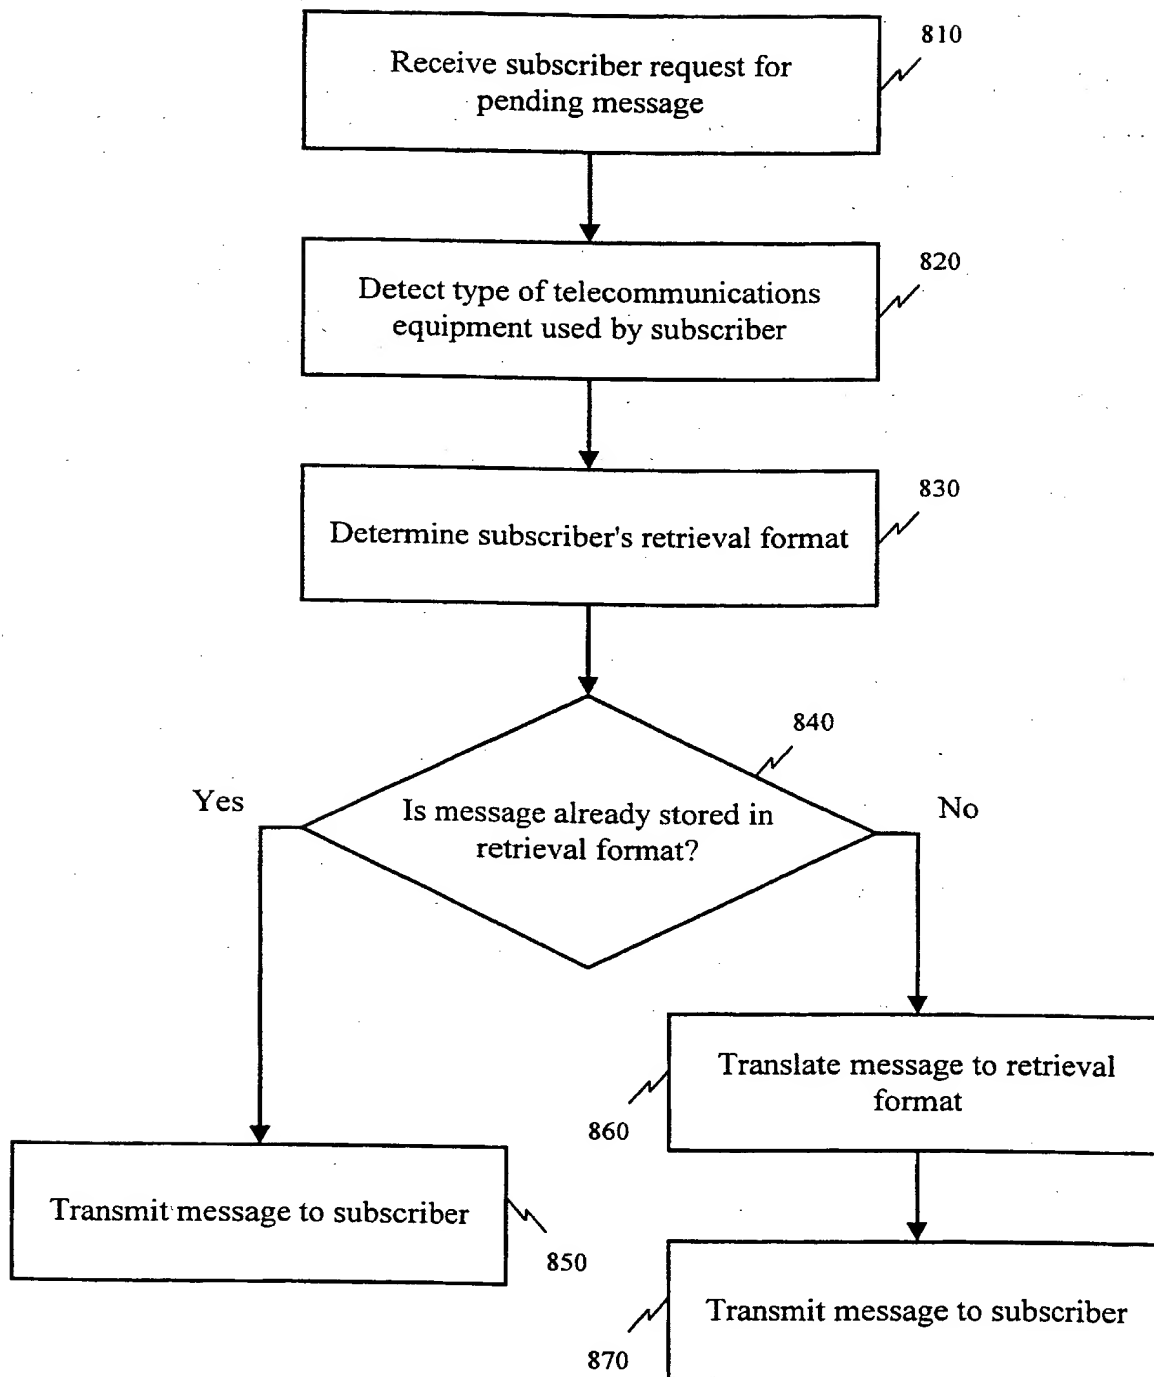 810
Receive subscriber request for
pending message
820
Detect type of telecommunications
equipment used by subscriber
830
Determine subscriber's retrieval format
840
Yes
No
Is message already stored in
retrieval format?
Translate message to retrieval
format
860
Transmit message to subscriber
850
Transmit message to subscriber
870